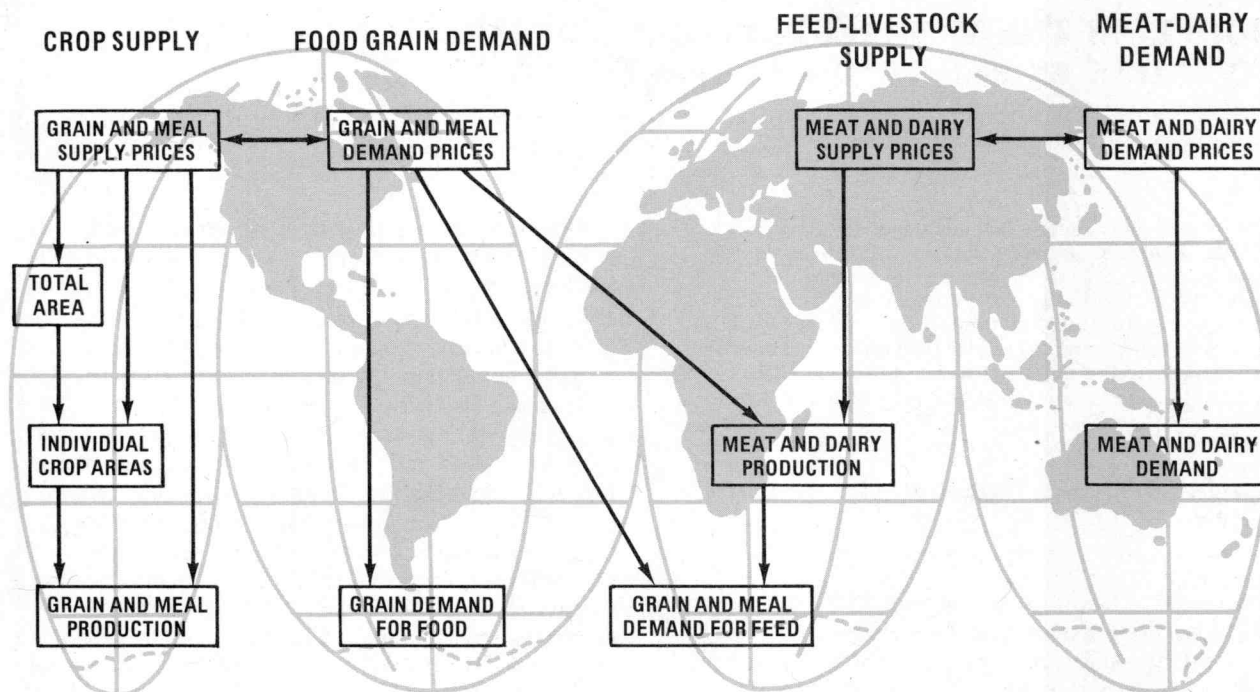 CROP SUPPLY
FOOD GRAIN DEMAND
FEED-LIVESTOCK
SUPPLY
MEAT-DAIRY
DEMAND
GRAIN AND MEAL
SUPPLY PRICES
GRAIN AND MEAL
DEMAND PRICES
MEAT AND DAIRY
SUPPLY PRICES
MEAT AND DAIRY
DEMAND PRICES
TOTAL
AREA
INDIVIDUAL
CROP AREAS
MEAT AND DAIRY
PRODUCTION
MEAT AND DAIRY
DEMAND
GRAIN AND MEAL
PRODUCTION
GRAIN DEMAND
FOR FOOD
GRAIN AND MEAL
DEMAND FOR FEED